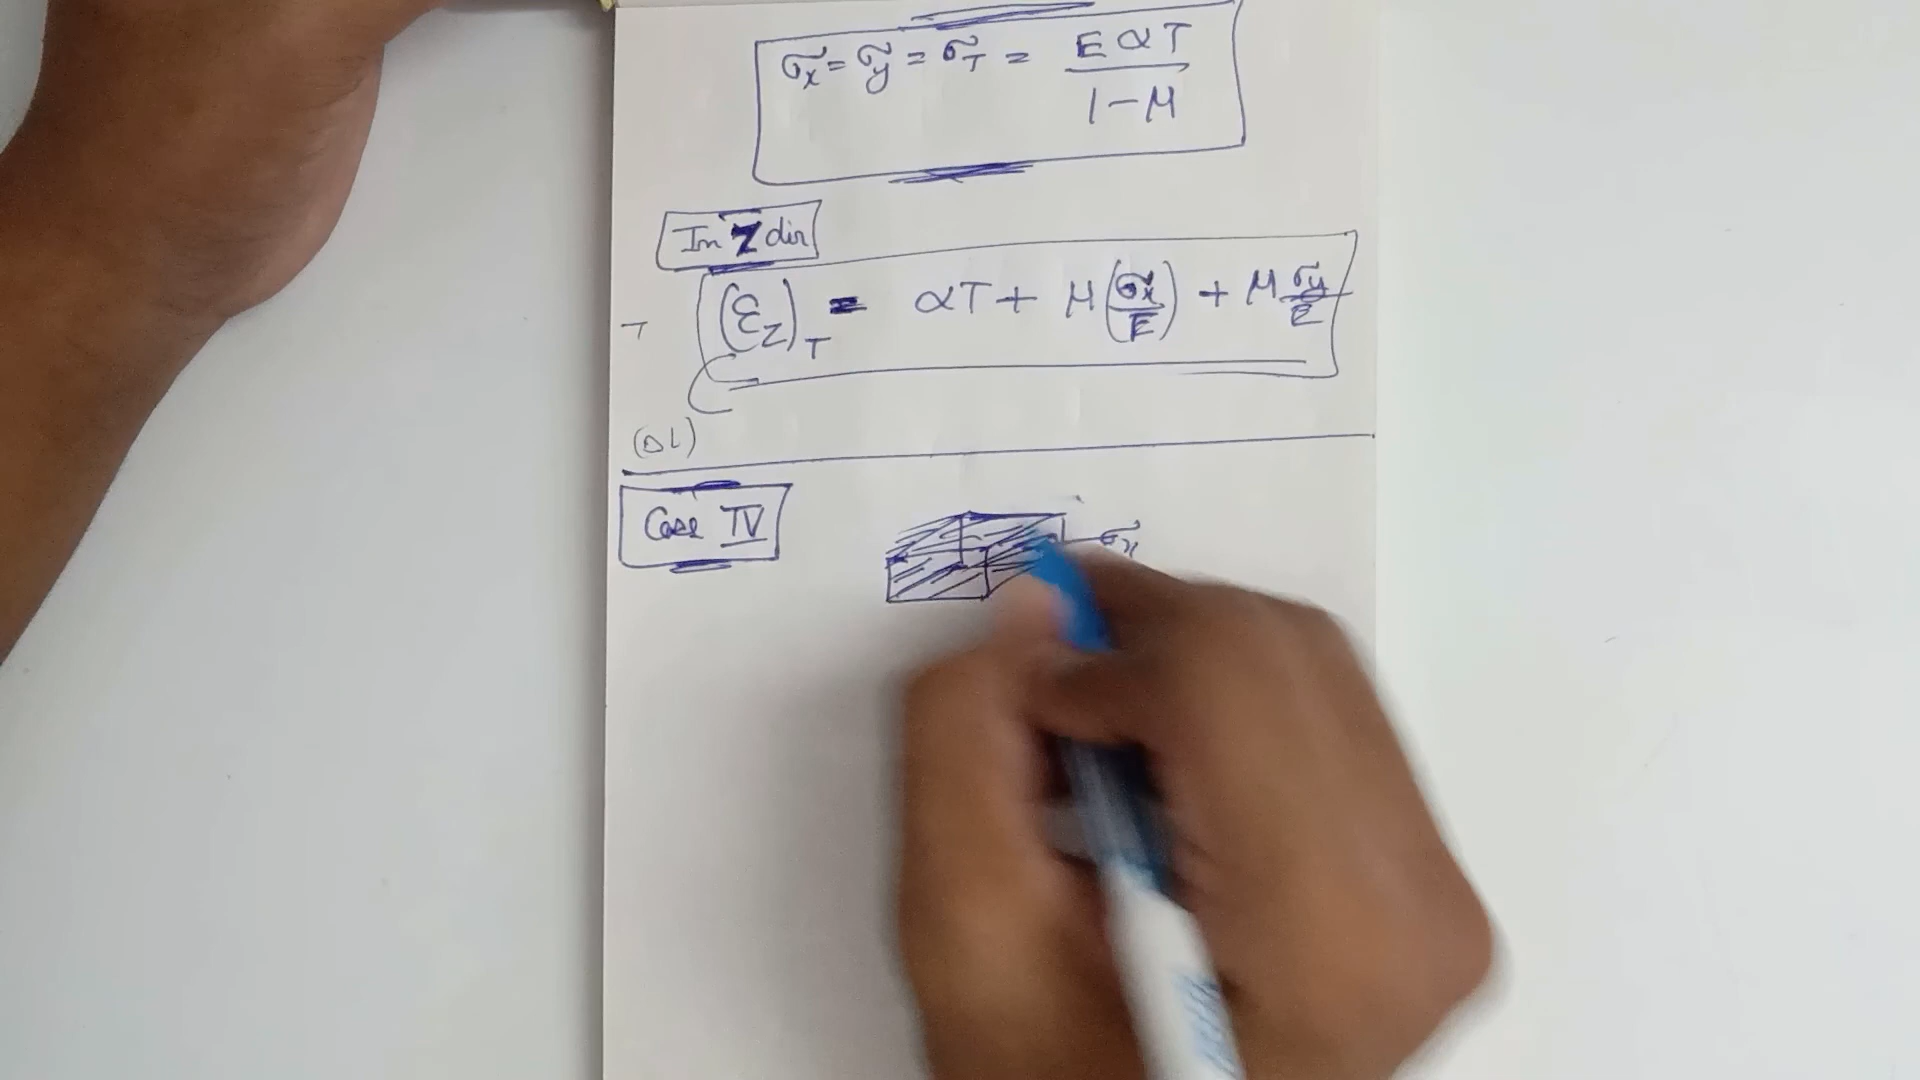 σx = σy = σT = EαT / 1-μ
In Z dir
(εz)T = αT + μ(σx/E) + μ σy/E
(ΔL)
Case IV
σx